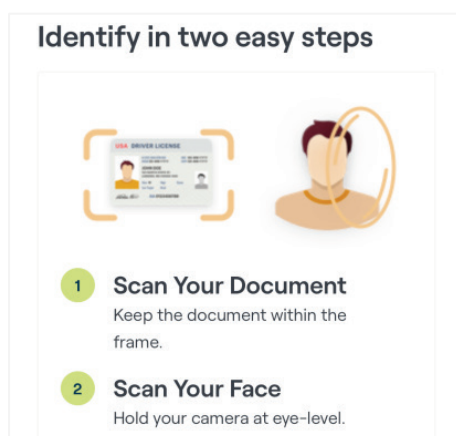 Identify in two easy steps
USA DRIVER LICENSE
1
Scan Your Document
Keep the document within the
frame.
2
Scan Your Face
Hold your camera at eye-level.